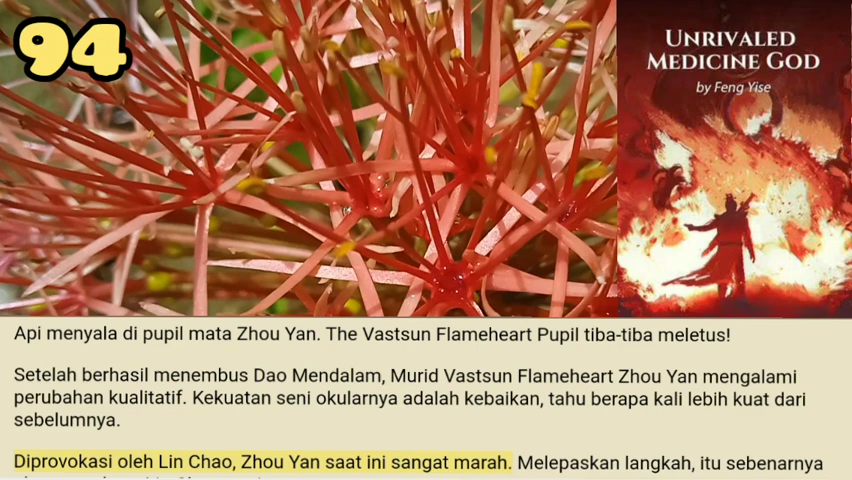 94
UNRIVALED
MEDICINE GOD
by Feng Yise
Api menyala di pupil mata Zhou Yan. The Vastsun Flameheart Pupil tiba-tiba meletus!
Setelah berhasil menembus Dao Mendalam, Murid Vastsun Flameheart Zhou Yan mengalami
perubahan kualitatif. Kekuatan seni okularnya adalah kebaikan, tahu berapa kali lebih kuat dari
sebelumnya.
Diprovokasi oleh Lin Chao, Zhou Yan saat ini sangat marah. Melepaskan langkah, itu sebenarnya